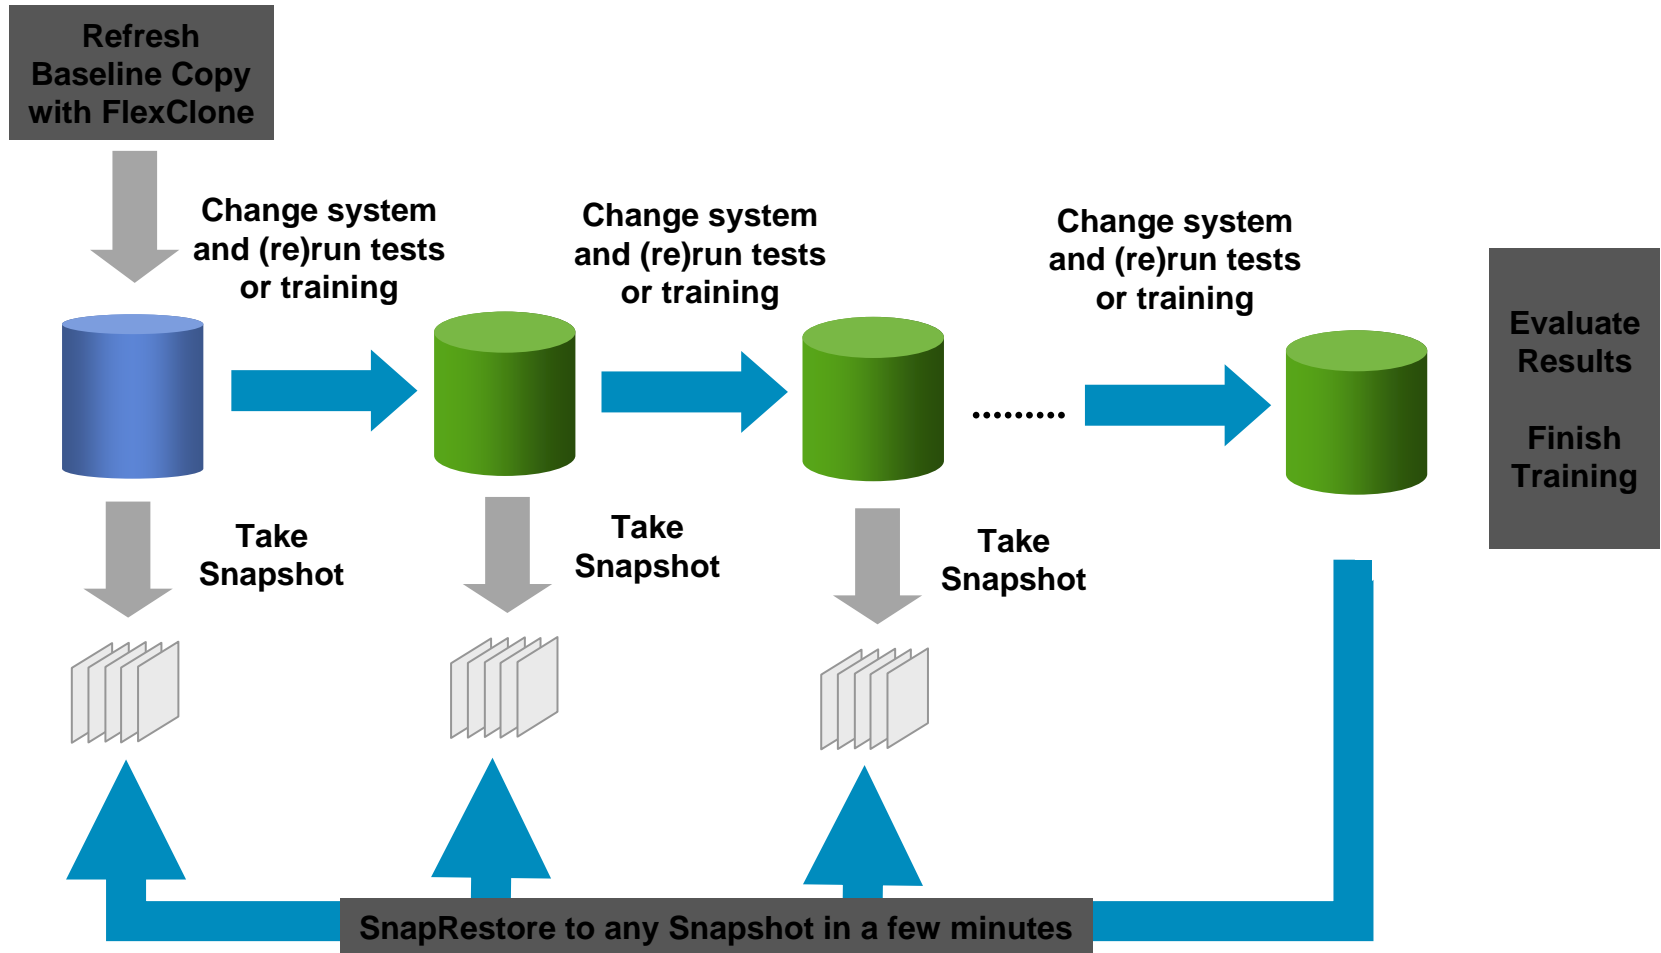 Refresh
Baseline Copy
with FlexClone
Change system
and (re)run tests
or training
Change system
and (re)run tests
or training
Change system
and (re)run tests
or training
Evaluate
Results
Finish
Training
.........
Take
Snapshot
Take
Snapshot
Take
Snapshot
SnapRestore to any Snapshot in a few minutes